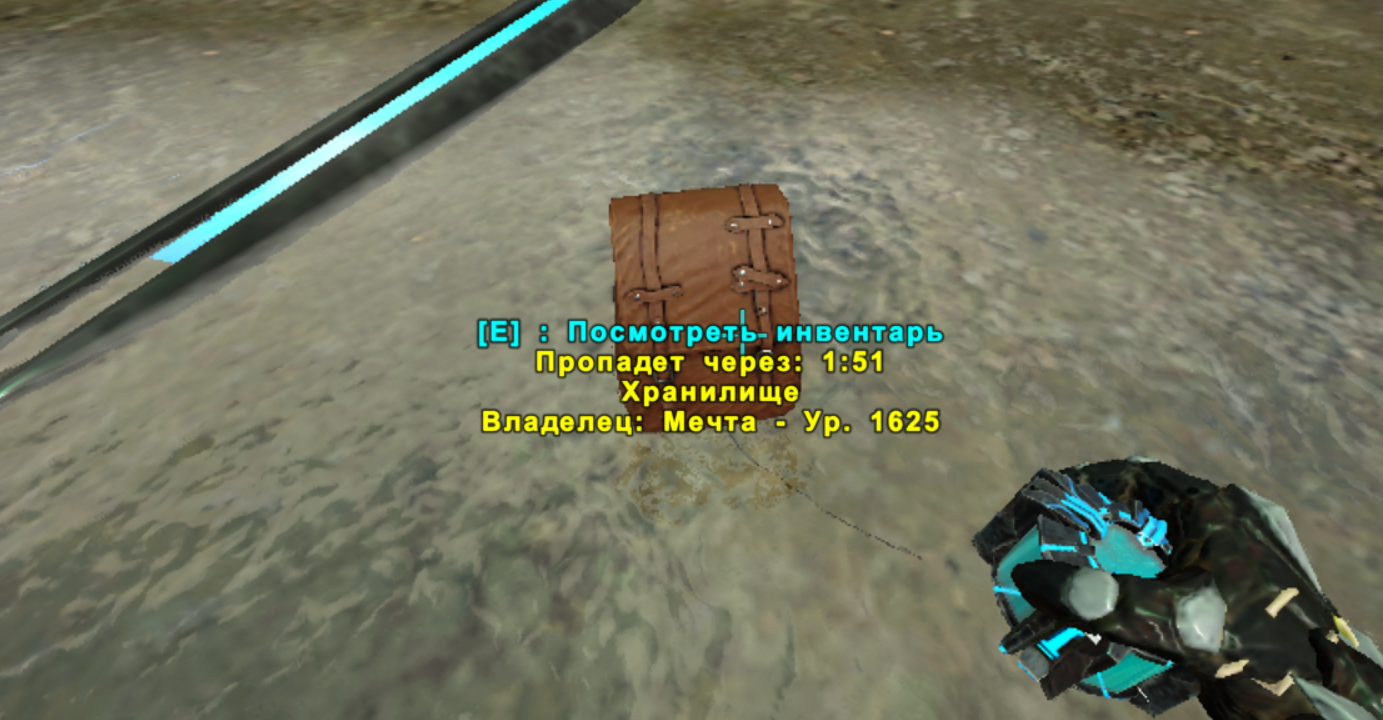 [E] : Посмотреть инвентарь
Пропадет через: 1:51
Хранилище
Владелец: Мечта - Ур. 1625